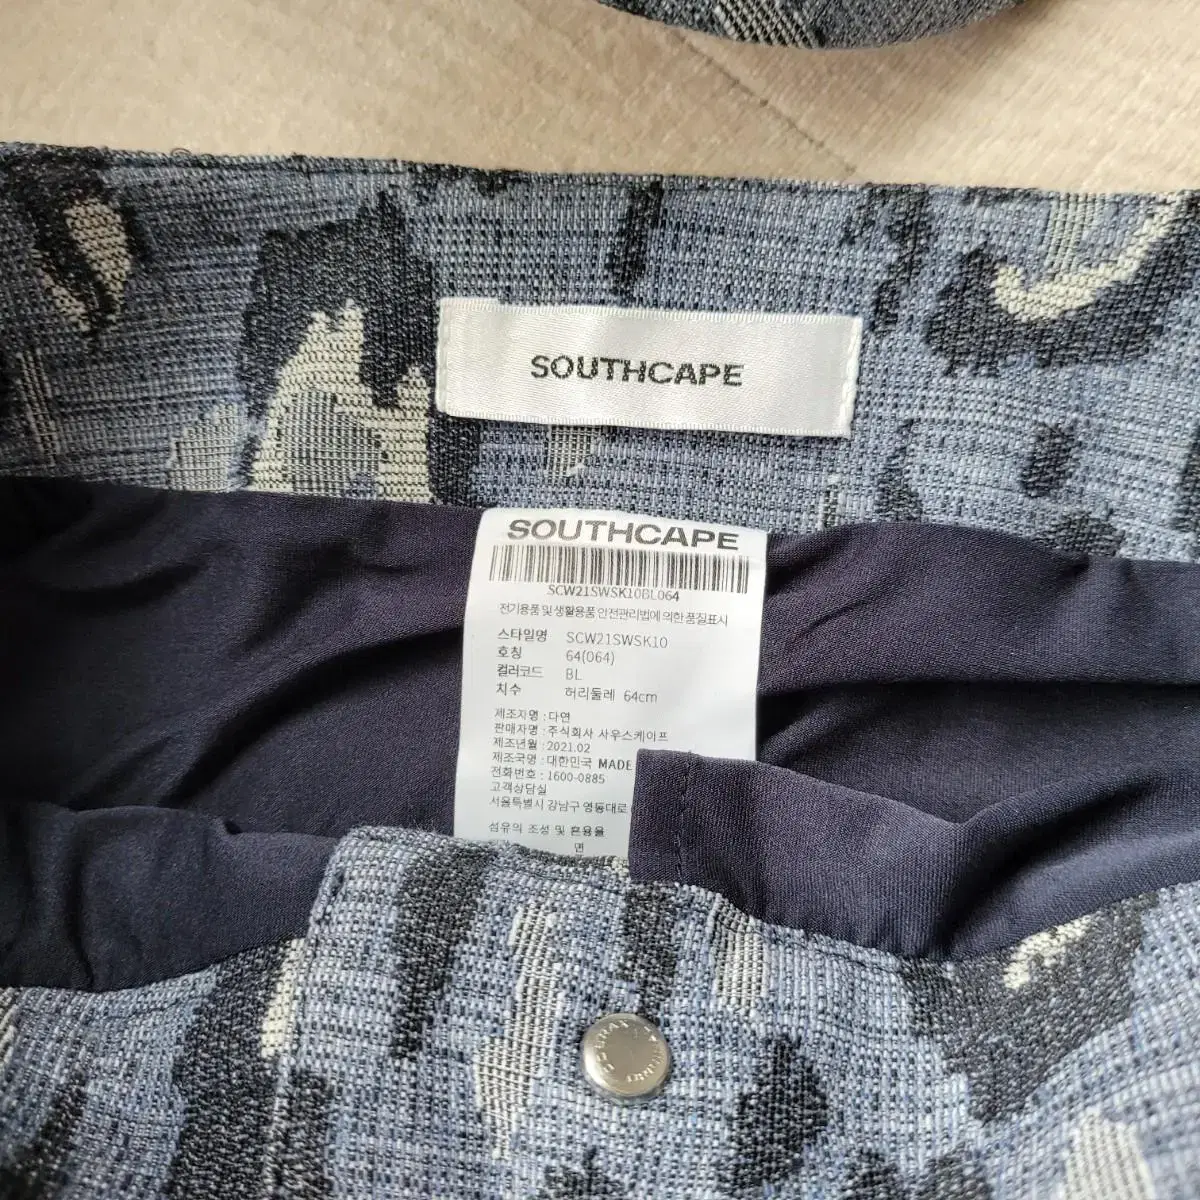 SOUTHCAPE
SOUTHCAPE
SCW21SWSK10BL064
전기용품 및 생활용품 안전관리법에 의한 품질표시
스타일명 SCW21SWSK10
호칭 64(064)
컬러코드 BL
치수 허리둘레 64cm
제조자명 : 다연
판매자명 : 주식회사 사우스케이프
제조년월 : 2021.02
제조국명 : 대한민국 MADE
전화번호 : 1600-0885
고객상담실
서울특별시 강남구 영동대로
섬유의 조성 및 혼용율
면